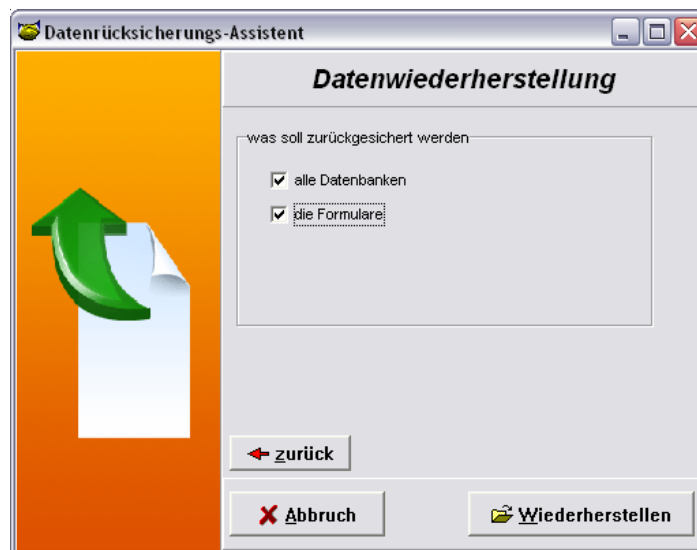 Datenrücksicherungs-Assistent
Datenwiederherstellung
was soll zurückgesichert werden
alle Datenbanken
die Formulare
zurück
Abbruch
Wiederherstellen